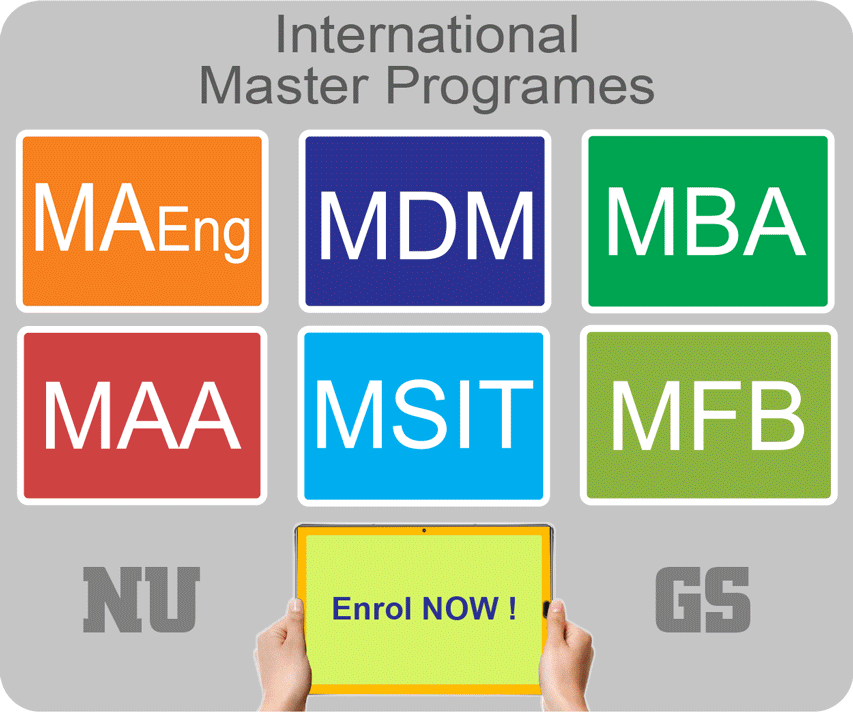 International
Master Programes
MAEng
MDM
MBA
MAA
MSIT
MFB
NU
Enrol NOW !
GS